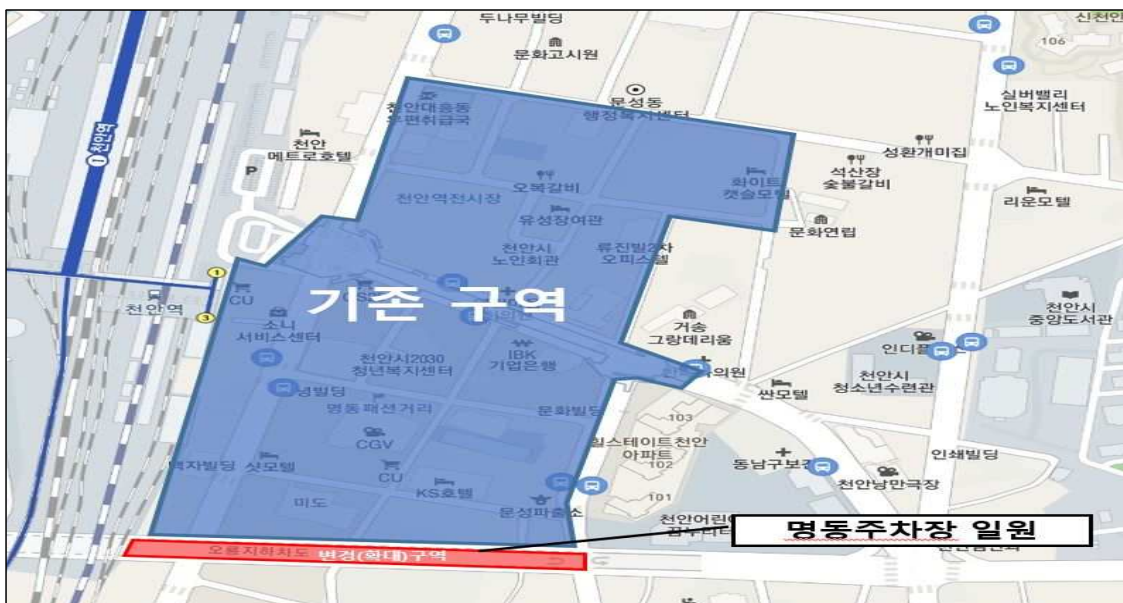 두나무빌딩
문화고시원
신천안
106
실버밸리
노인복지센터
천안대흥동
우편취급국
문성동
행정복지센터
천안
메트로호텔
P
성환개미집
석산장
숯불갈비
화이트
캣슬모텔
리운모텔
문화연립
오복갈비
천안역전시장
유성장여관
천안시
노인회관
류진빌2차
오피스텔
1 천안역
1
CU
천안역
3
기존 구역
소니
서비스센터
거송
그랑데리움
천안시
중앙도서관
IBK
기업은행
천안시2030
청년복지센터
천안시
청소년수련관
싼모텔
명동패션거리
문화빌딩
103
힐스테이트천안
아파트
102
CGV
동남구보건
인쇄빌딩
천안낭만극장
샷모텔
CU
KS호텔
101
미도
문성파출소
천안어린이
명동주차장 일원
오룡지하차도
변경(확대)구역